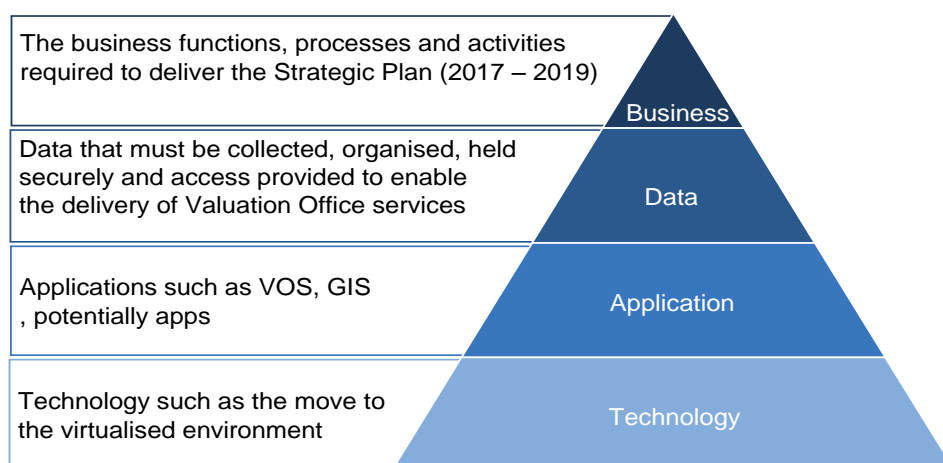 The business functions, processes and activities
required to deliver the Strategic Plan (2017 – 2019)
Business
Data that must be collected, organised, held
securely and access provided to enable
the delivery of Valuation Office services
Data
Applications such as VOS, GIS
, potentially apps
Application
Technology such as the move to
the virtualised environment
Technology